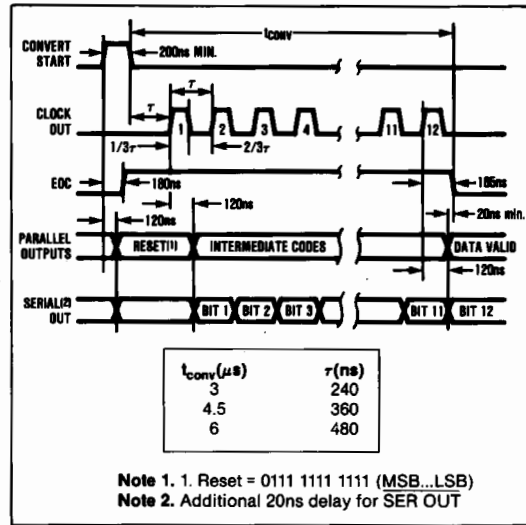 tCONV
CONVERT
START
200ns MIN.
τ
τ
CLOCK
OUT
1 2 3 4 11 12
1/3τ 2/3τ
EOC
180ns 165ns
120ns 120ns 20ns min.
PARALLEL
OUTPUTS
RESET(1) INTERMEDIATE CODES DATA VALID
120ns
SERIAL(2)
OUT
BIT 1 BIT 2 BIT 3 BIT 11 BIT 12
tconv(μs) τ(ns)
3 240
4.5 360
6 480
Note 1. 1. Reset = 0111 1111 1111 (MSB...LSB)
Note 2. Additional 20ns delay for SER OUT